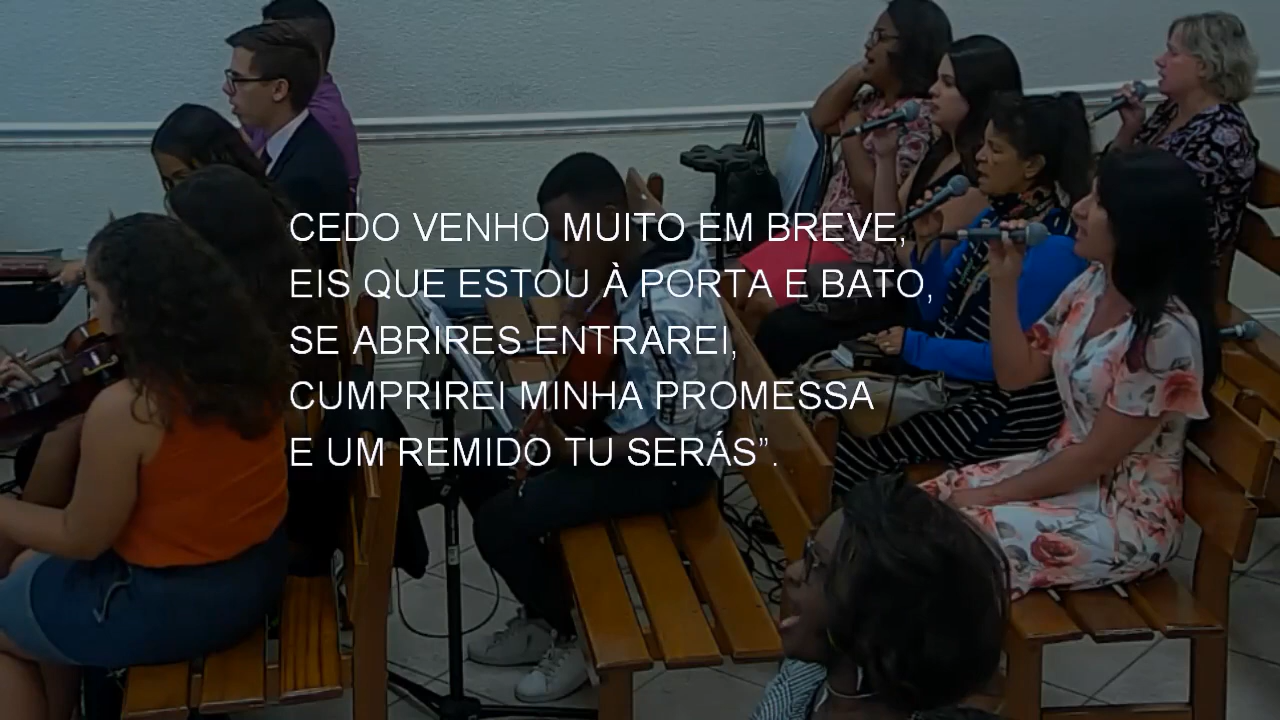 CEDO VENHO MUITO EM BREVE,
EIS QUE ESTOU À PORTA E BATO,
SE ABRIRES ENTRAREI,
CUMPRIREI MINHA PROMESSA
E UM REMIDO TU SERÁS”.